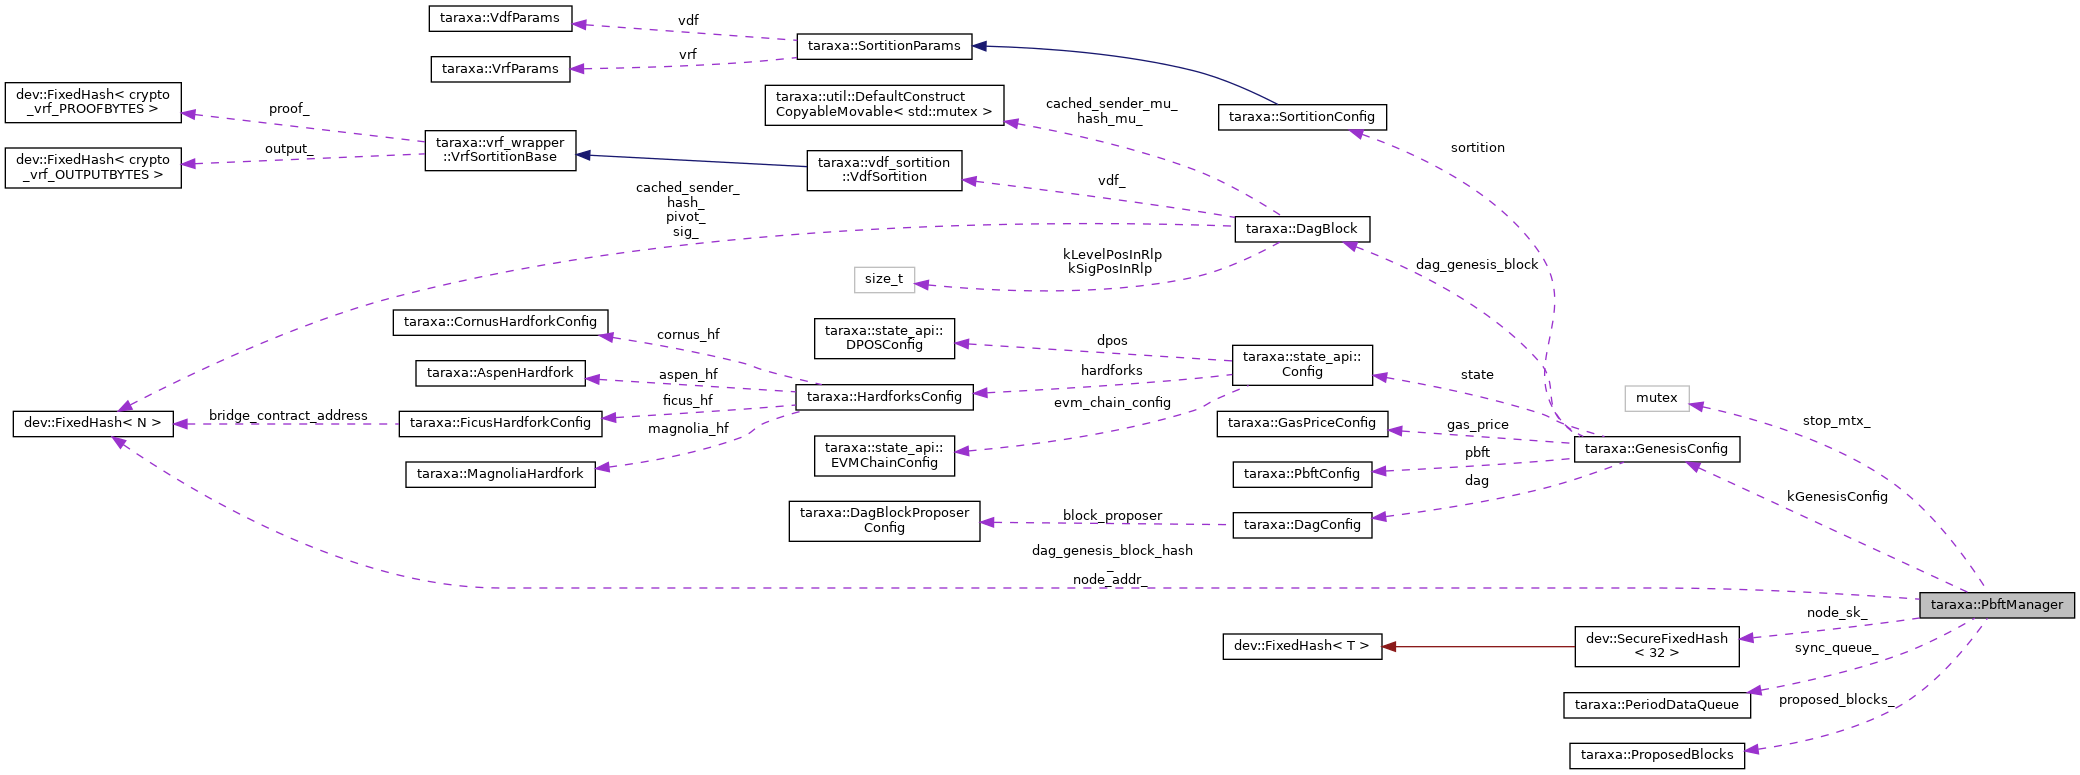 taraxa::VdfParams
vdf
taraxa::SortitionParams
vrf
taraxa::VrfParams
dev::FixedHash< crypto
_vrf_PROOFBYTES >
proof_
taraxa::util::DefaultConstruct
CopyableMovable< std::mutex >
cached_sender_mu_
hash_mu_
taraxa::SortitionConfig
taraxa::vrf_wrapper
::VrfSortitionBase
output_
dev::FixedHash< crypto
_vrf_OUTPUTBYTES >
taraxa::vdf_sortition
::VdfSortition
sortition
vdf_
cached_sender_
hash_
pivot_
sig_
taraxa::DagBlock
kLevelPosInRlp
kSigPosInRlp
size_t
dag_genesis_block
taraxa::CornusHardforkConfig
cornus_hf
taraxa::state_api::
DPOSConfig
dpos
taraxa::state_api::
Config
taraxa::AspenHardfork
aspen_hf
hardforks
state
taraxa::HardforksConfig
ficus_hf
evm_chain_config
mutex
stop_mtx_
dev::FixedHash< N >
bridge_contract_address
taraxa::FicusHardforkConfig
magnolia_hf
taraxa::GasPriceConfig
gas_price
taraxa::GenesisConfig
taraxa::state_api::
EVMChainConfig
pbft
taraxa::MagnoliaHardfork
taraxa::PbftConfig
dag
kGenesisConfig
taraxa::DagBlockProposer
Config
block_proposer
taraxa::DagConfig
dag_genesis_block_hash
_
node_addr_
taraxa::PbftManager
node_sk_
dev::FixedHash< T >
dev::SecureFixedHash
< 32 >
sync_queue_
taraxa::PeriodDataQueue
proposed_blocks_
taraxa::ProposedBlocks